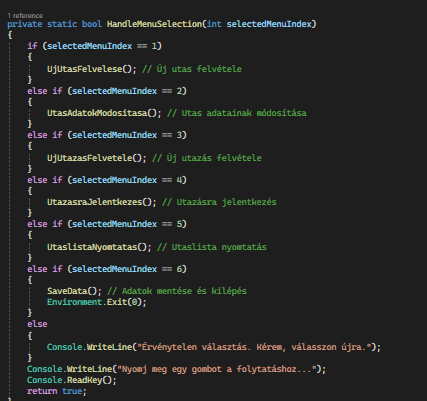 1 reference
private static bool HandleMenuSelection(int selectedMenuIndex)
{
if (selectedMenuIndex == 1)
{
UjUtasFelvelese(); // Új utas felvétele
}
else if (selectedMenuIndex == 2)
{
UtasAdatokModositasa(); // Utas adatainak módosítása
}
else if (selectedMenuIndex == 3)
{
UjUtazasFelvetele(); // Új utazás felvétele
}
else if (selectedMenuIndex == 4)
{
UtazasraJelentkezes(); // Utazásra jelentkezés
}
else if (selectedMenuIndex == 5)
{
UtaslistaNyomtatas(); // Utaslista nyomtatás
}
else if (selectedMenuIndex == 6)
{
SaveData(); // Adatok mentése és kilépés
Environment.Exit(0);
}
else
{
Console.WriteLine("Érvénytelen választás. Kérem, válasszon újra.");
}
Console.WriteLine("Nyomj meg egy gombot a folytatáshoz...");
Console.ReadKey();
return true;
}